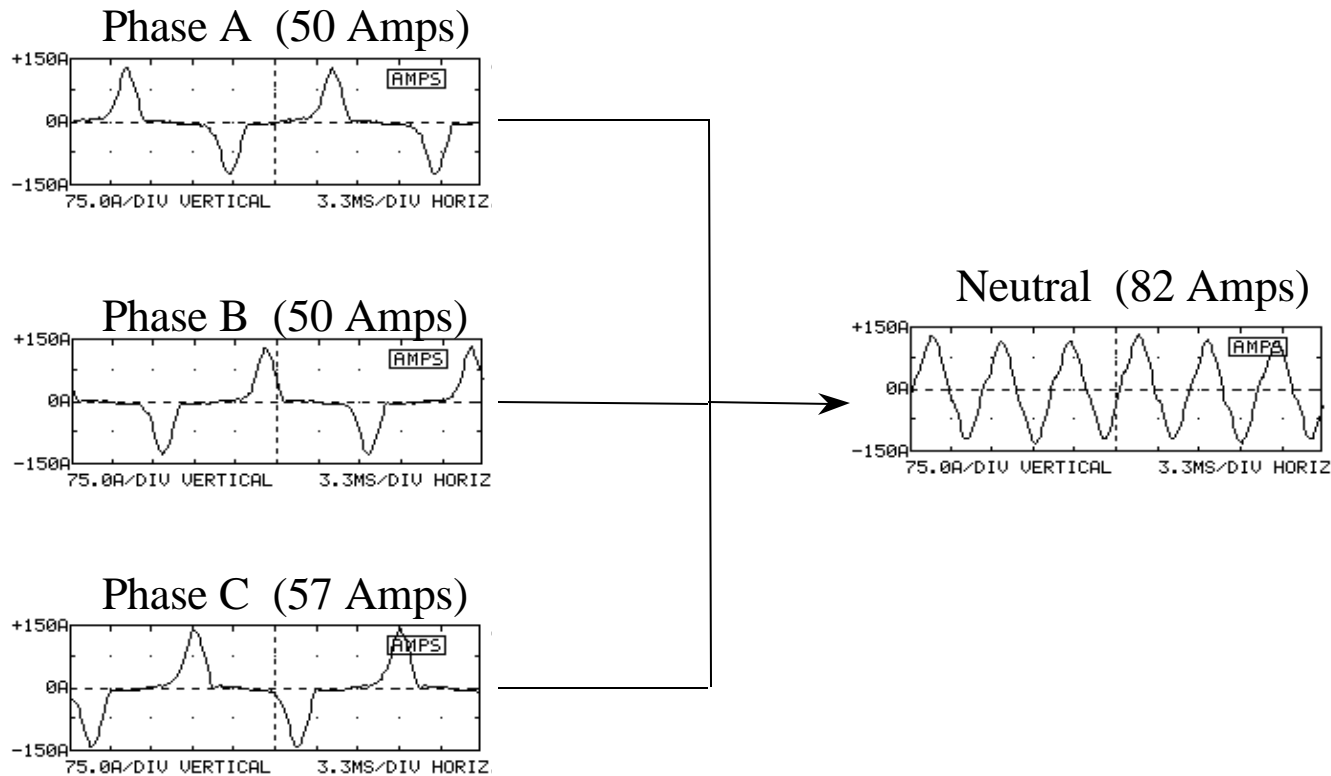 Phase A (50 Amps)
+150A
AMPS
0A
-150A
75.0A/DIV VERTICAL 3.3MS/DIV HORIZ
Phase B (50 Amps)
+150A
AMPS
0A
-150A
75.0A/DIV VERTICAL 3.3MS/DIV HORIZ
Phase C (57 Amps)
+150A
AMPS
0A
-150A
75.0A/DIV VERTICAL 3.3MS/DIV HORIZ
Neutral (82 Amps)
+150A
AMPS
0A
-150A
75.0A/DIV VERTICAL 3.3MS/DIV HORIZ